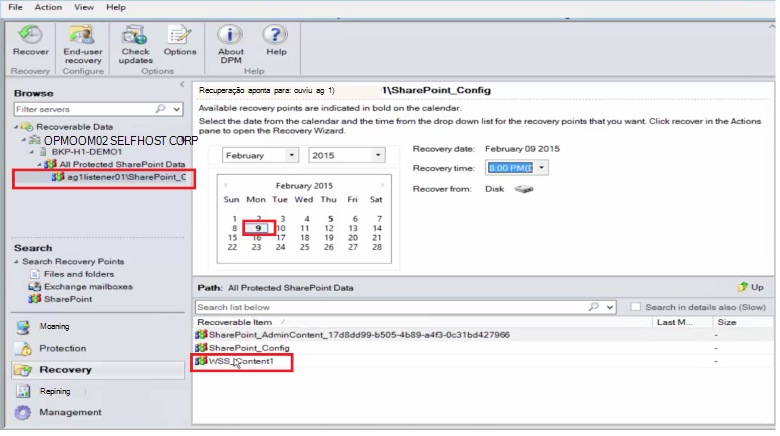 File Action View Help
Recover
End-user recovery
Check updates
Options
About DPM
Help
Recovery Configure Options Help
Browse
Filter servers
Recoverable Data
OPMOOM02 SELFHOST CORP
BKP-H1-DEMO1
All Protected SharePoint Data
ag1listener01\SharePoint_C
Search
Search Recovery Points
Files and folders
Exchange mailboxes
SharePoint
Moaning
Protection
Recovery
Repining
Management
Recuperação aponta para: ouviu ag 1) 1\SharePoint_Config
Available recovery points are indicated in bold on the calendar.
Select the date from the calendar and the time from the drop down list for the recovery points that you want. Click recover in the Actions
pane to open the Recovery Wizard.
February 2015
February 2015
Sun Mon Tue Wed Thu Fri Sat
1 2 3 4 5 6 7
8 9 10 11 12 13 14
15 16 17 18 19 20 21
22 23 24 25 26 27 28
Recovery date: February 09 2015
Recovery time: 8:00 PM(D
Recover from: Disk
Path: All Protected SharePoint Data Up
Search list below Search in details also (Slow)
Recoverable Item Last M... Size
SharePoint_AdminContent_17d8dd99-b505-4b89-a4f3-0c31bd427966 -
SharePoint_Config -
WSS_Content1 -